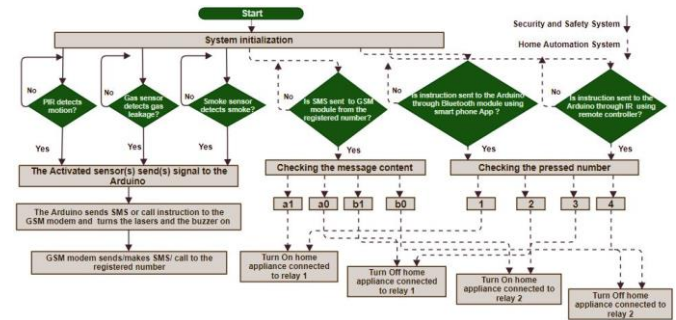 Start
Security and Safety System
System initialization
Home Automation System
No
PIR detects
motion?
No
Gas sensor
detects gas
leakage?
No
Smoke sensor
detects smoke?
No
Is SMS sent to GSM
module from the
registered number?
No
Is instruction sent to the Arduino
through Bluetooth module using
smart phone App ?
No
Is instruction sent to the
Arduino through IR using
remote controller?
Yes
Yes
Yes
Yes
Yes
Yes
The Activated sensor(s) send(s) signal to the
Arduino
Checking the message content
Checking the pressed number
a1
a0
b1
b0
1
2
3
4
The Arduino sends SMS or call instruction to the
GSM modem and turns the lasers and the buzzer on
GSM modem sends/makes SMS/ call to the
registered number
Turn On home
appliance connected
to relay 1
Turn Off home
appliance connected
to relay 1
Turn On home
appliance connected to
relay 2
Turn Off home
appliance connected to
relay 2